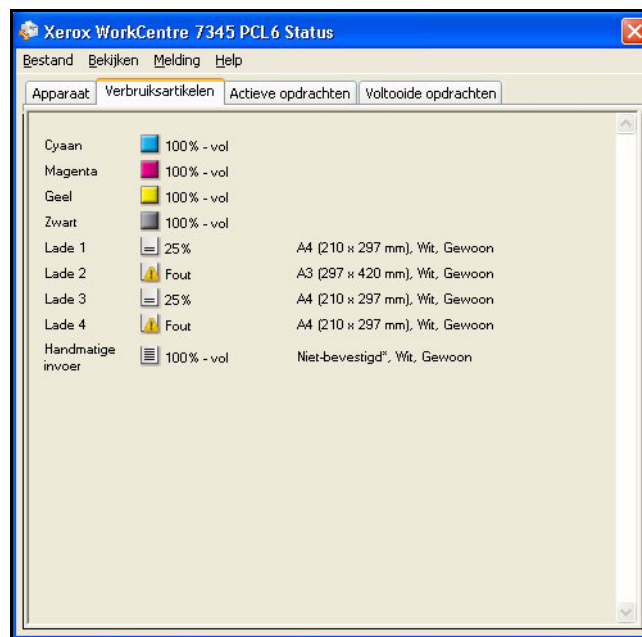 Xerox WorkCentre 7345 PCL6 Status
Bestand Bekijken Melding Help
Apparaat Verbruiksartikelen Actieve opdrachten Voltooide opdrachten
Cyaan 100% - vol
Magenta 100% - vol
Geel 100% - vol
Zwart 100% - vol
Lade 1 25% A4 (210 x 297 mm), Wit, Gewoon
Lade 2 Fout A3 (297 x 420 mm), Wit, Gewoon
Lade 3 25% A4 (210 x 297 mm), Wit, Gewoon
Lade 4 Fout A4 (210 x 297 mm), Wit, Gewoon
Handmatige invoer 100% - vol Niet-bevestigd*, Wit, Gewoon